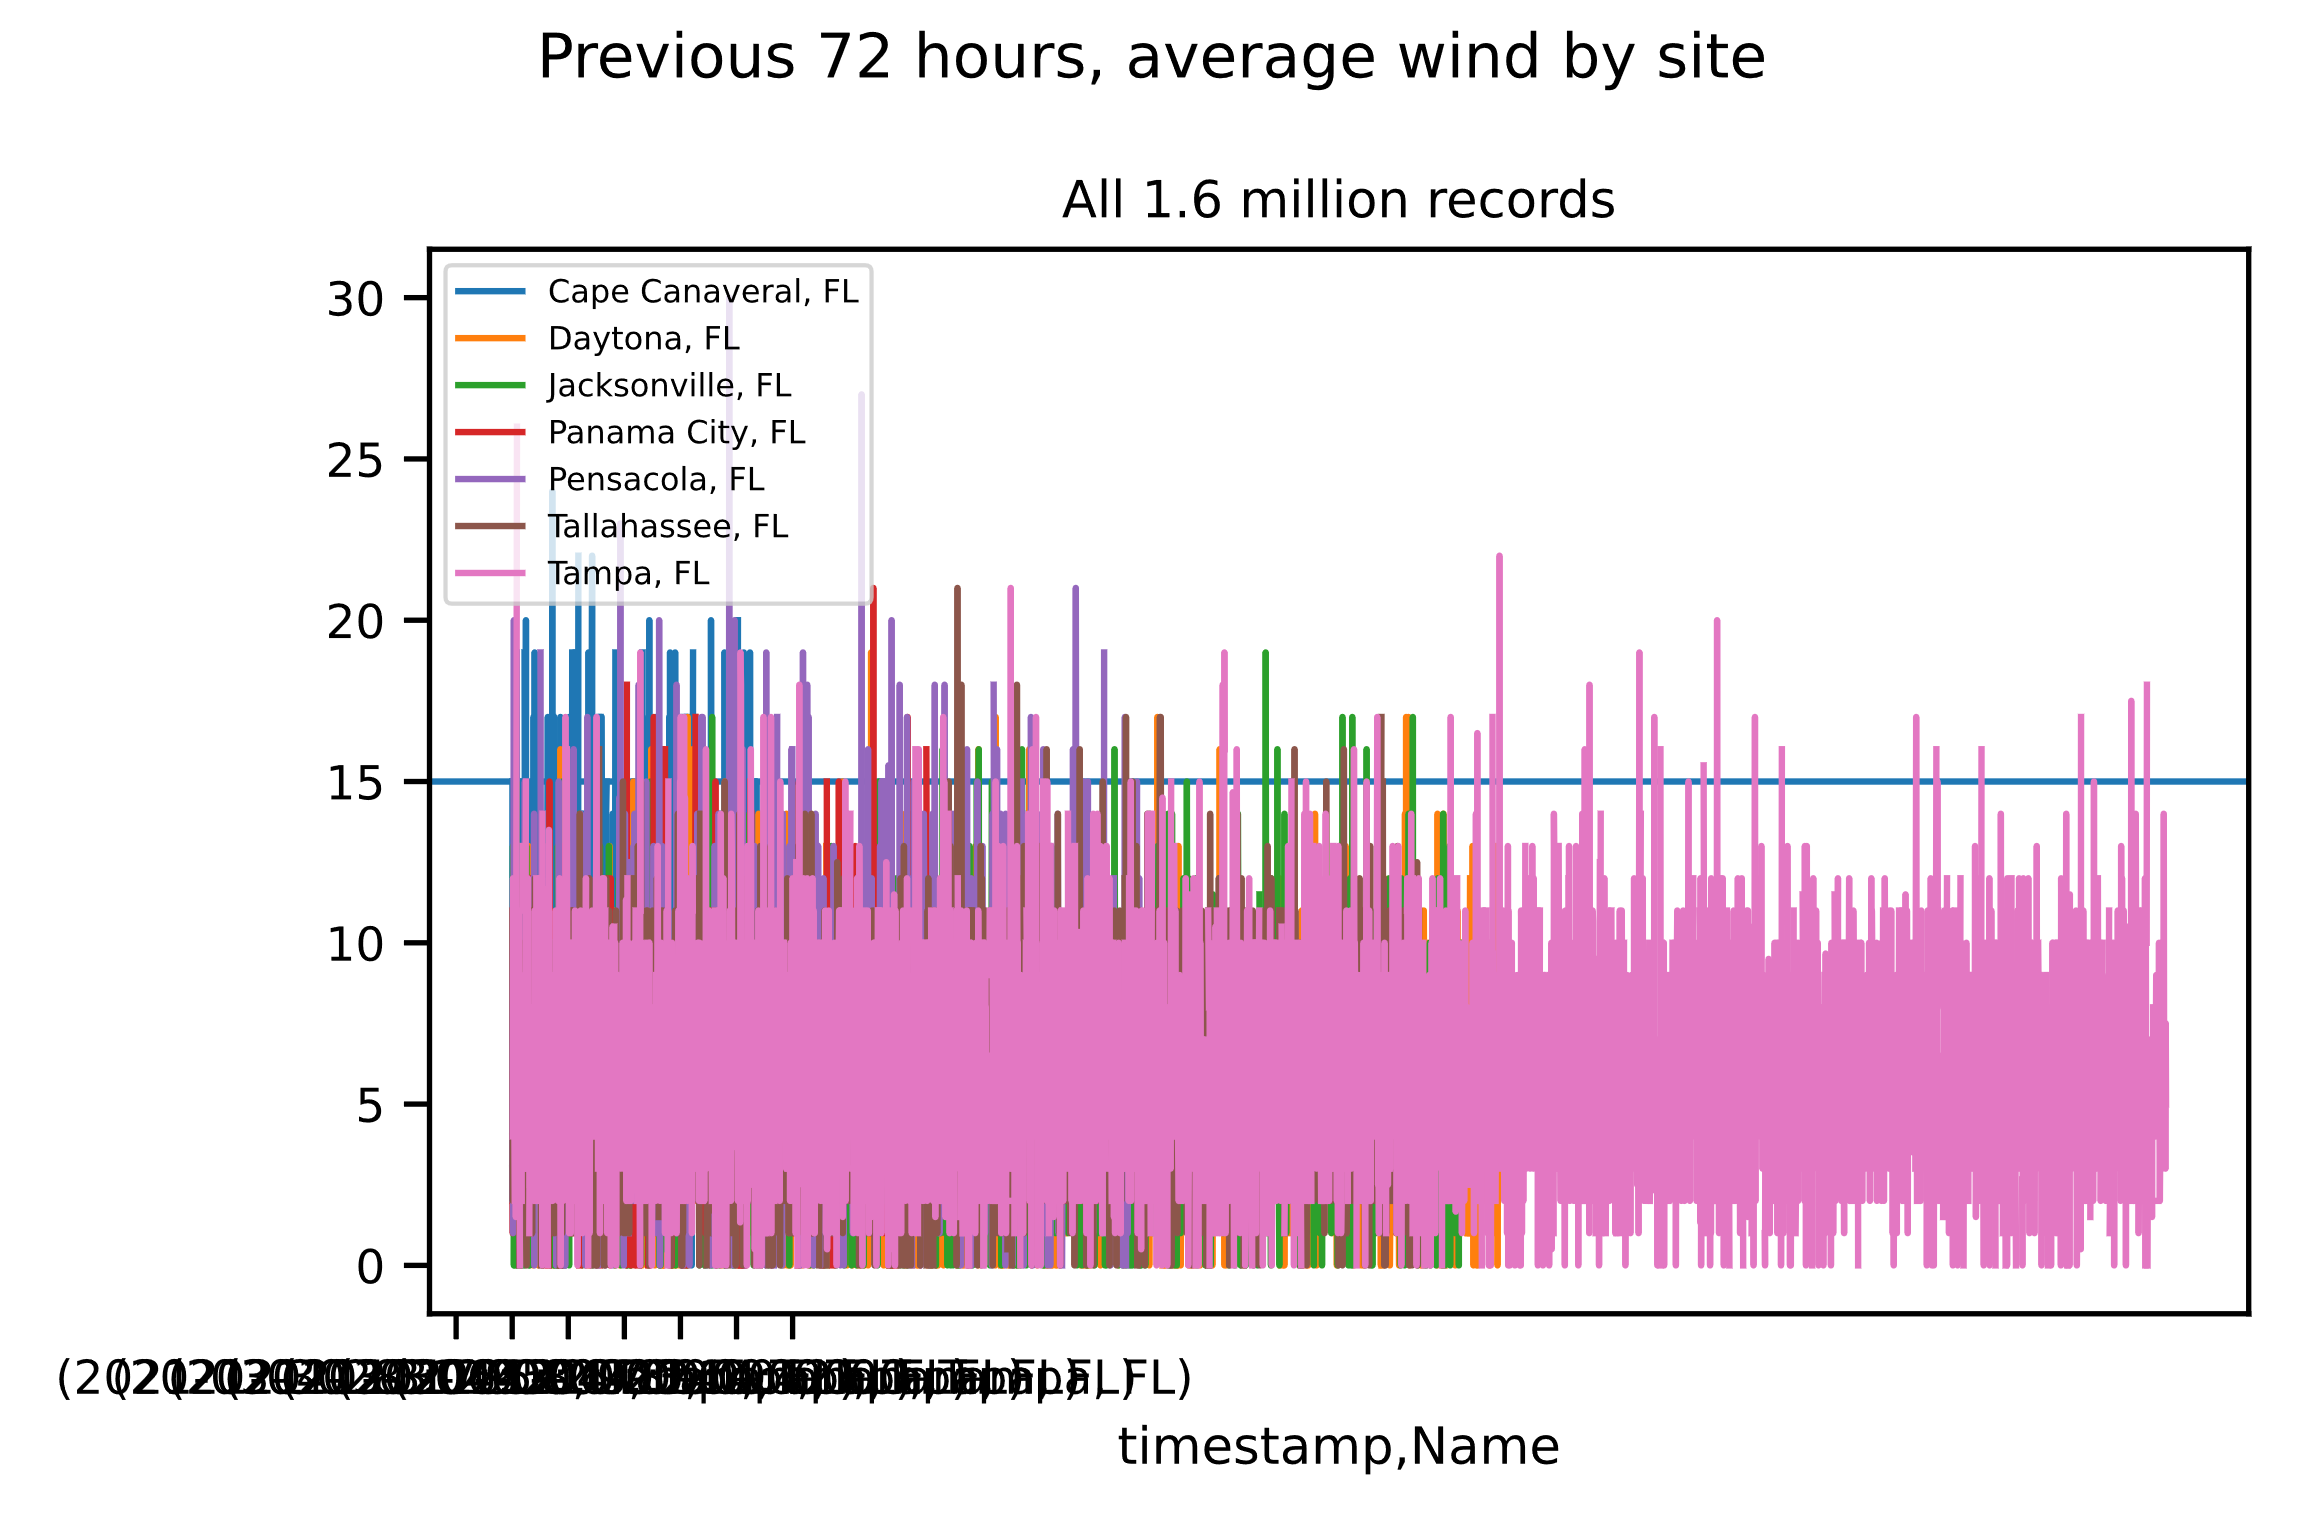 Previous 72 hours, average wind by site
All 1.6 million records
30
25
20
15
10
5
0
Cape Canaveral, FL
Daytona, FL
Jacksonville, FL
Panama City, FL
Pensacola, FL
Tallahassee, FL
Tampa, FL
timestamp,Name